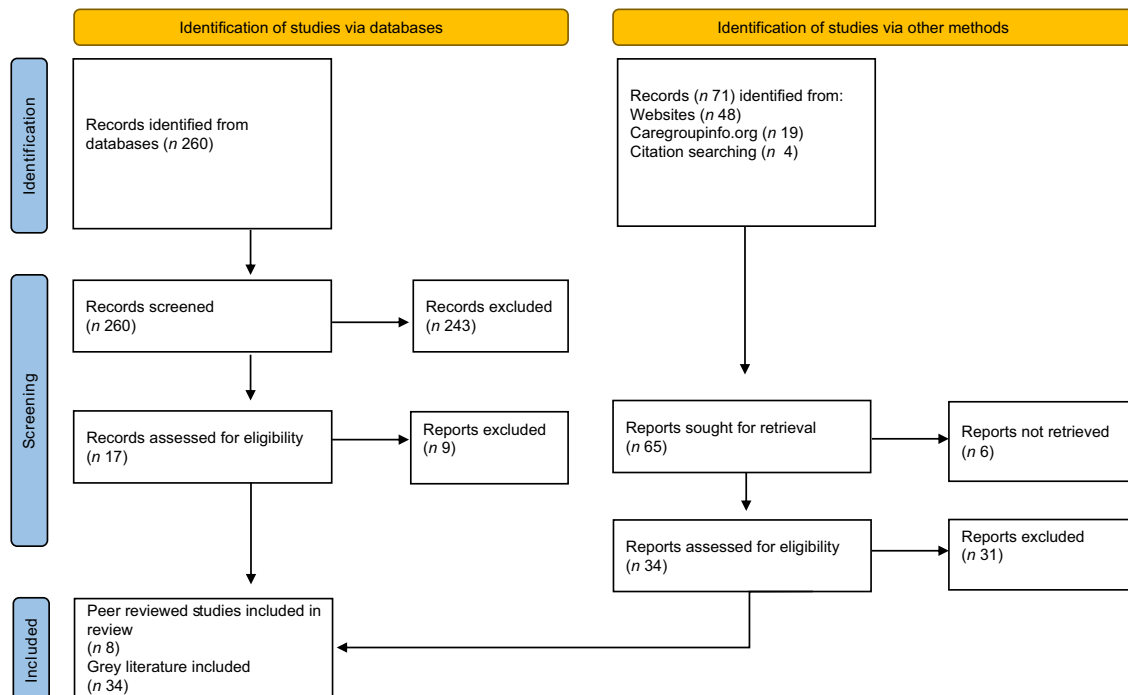 Identification of studies via databases
Identification of studies via other methods
Identification
Records identified from
databases (n 260)
Records (n 71) identified from:
Websites (n 48)
Caregroupinfo.org (n 19)
Citation searching (n 4)
Screening
Records screened
(n 260)
Records excluded
(n 243)
Records assessed for eligibility
(n 17)
Reports excluded
(n 9)
Reports sought for retrieval
(n 65)
Reports not retrieved
(n 6)
Reports assessed for eligibility
(n 34)
Reports excluded
(n 31)
Included
Peer reviewed studies included in
review
(n 8)
Grey literature included
(n 34)